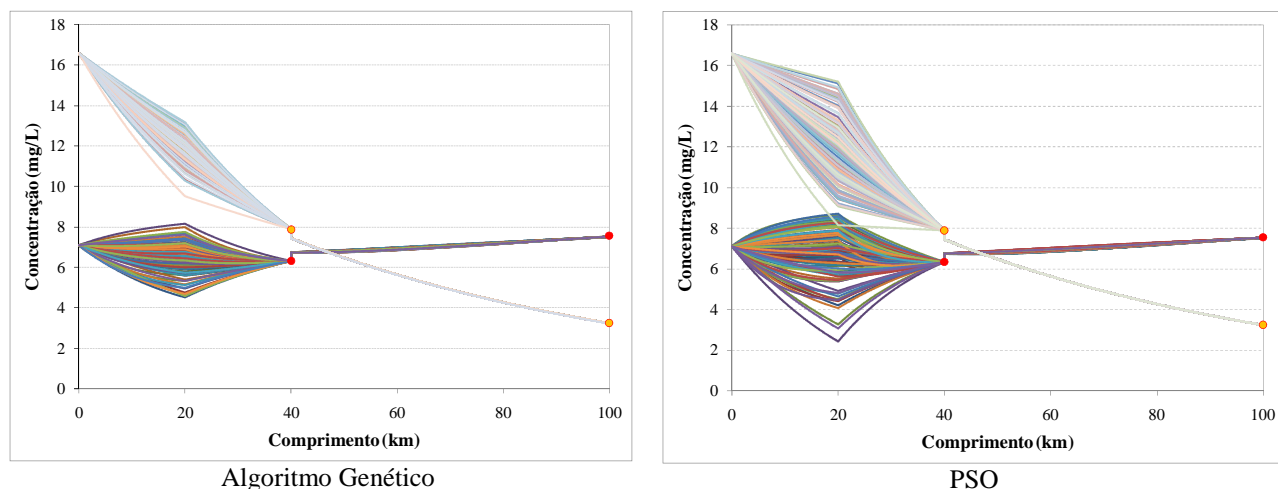 18
16
14
12
10
8
6
4
2
0
Concentração (mg/L)
0 20 40 60 80 100
Comprimento (km)
Algoritmo Genético
18
16
14
12
10
8
6
4
2
0
Concentração (mg/L)
0 20 40 60 80 100
Comprimento (km)
PSO